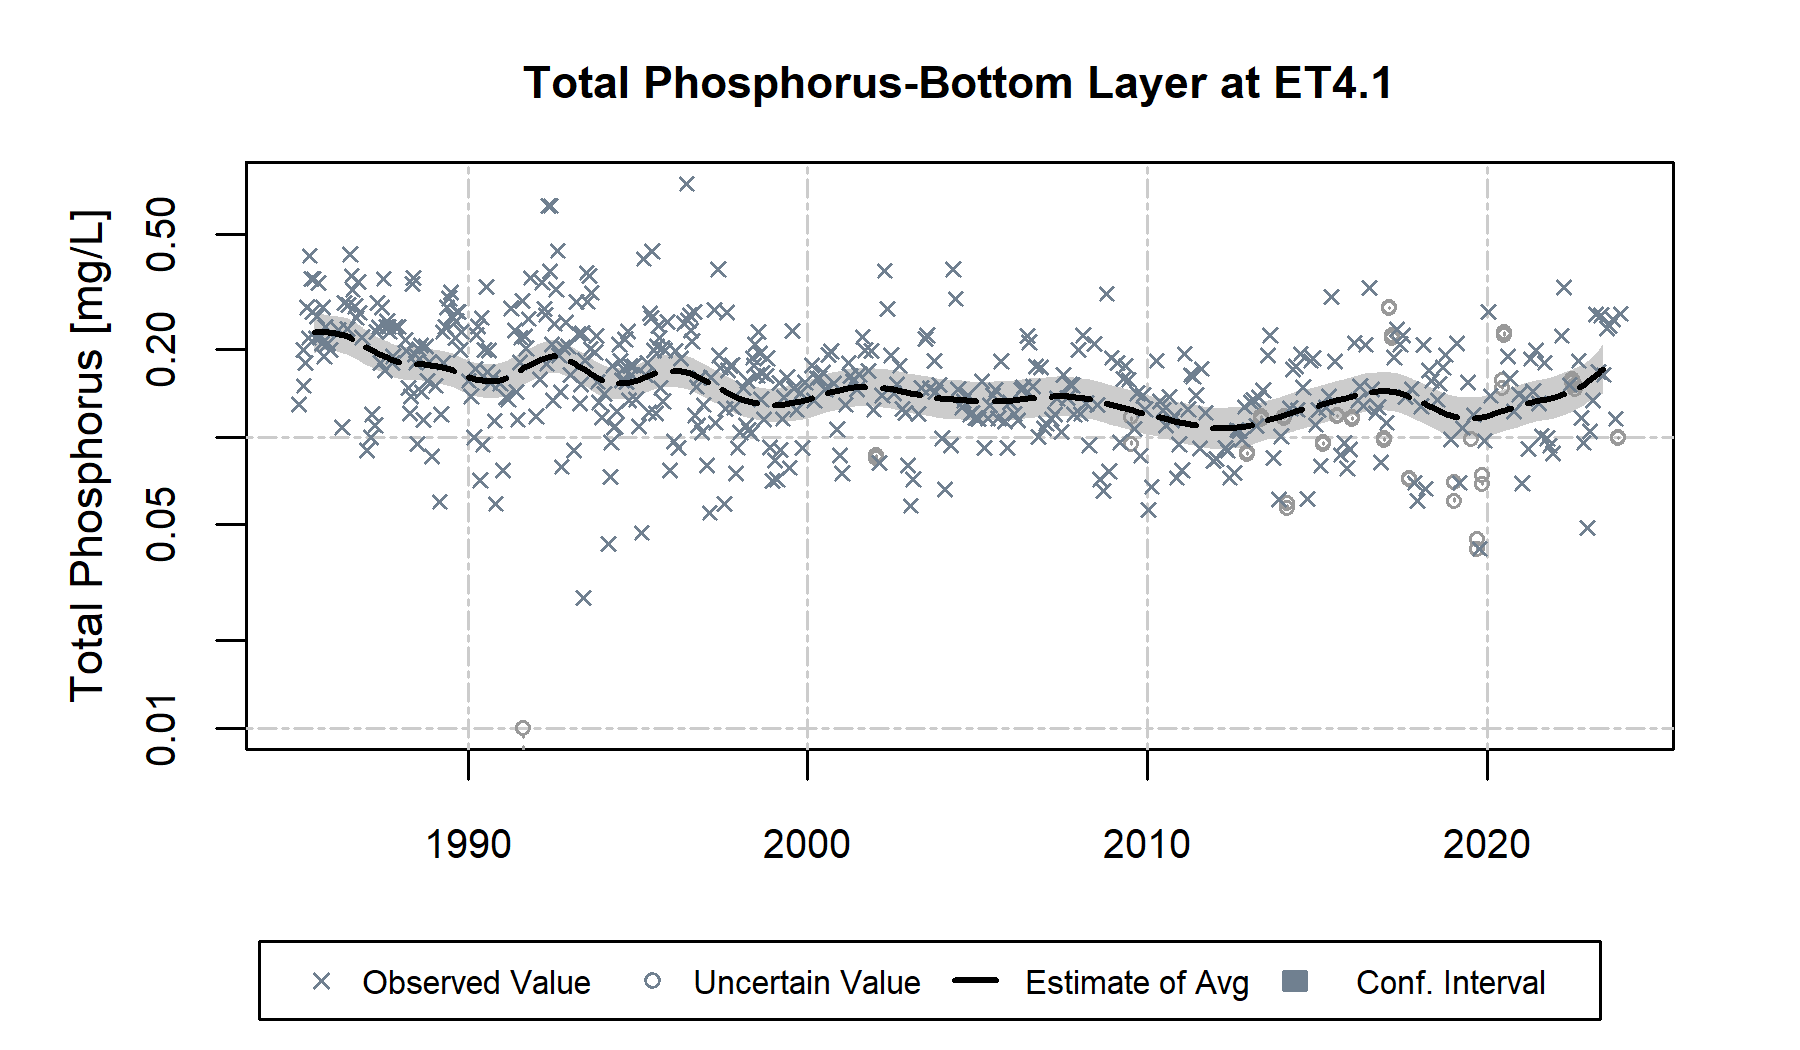 Total Phosphorus-Bottom Layer at ET4.1
Total Phosphorus [mg/L]
0.50
0.20
0.05
0.01
1990 2000 2010 2020
Observed Value Uncertain Value Estimate of Avg Conf. Interval